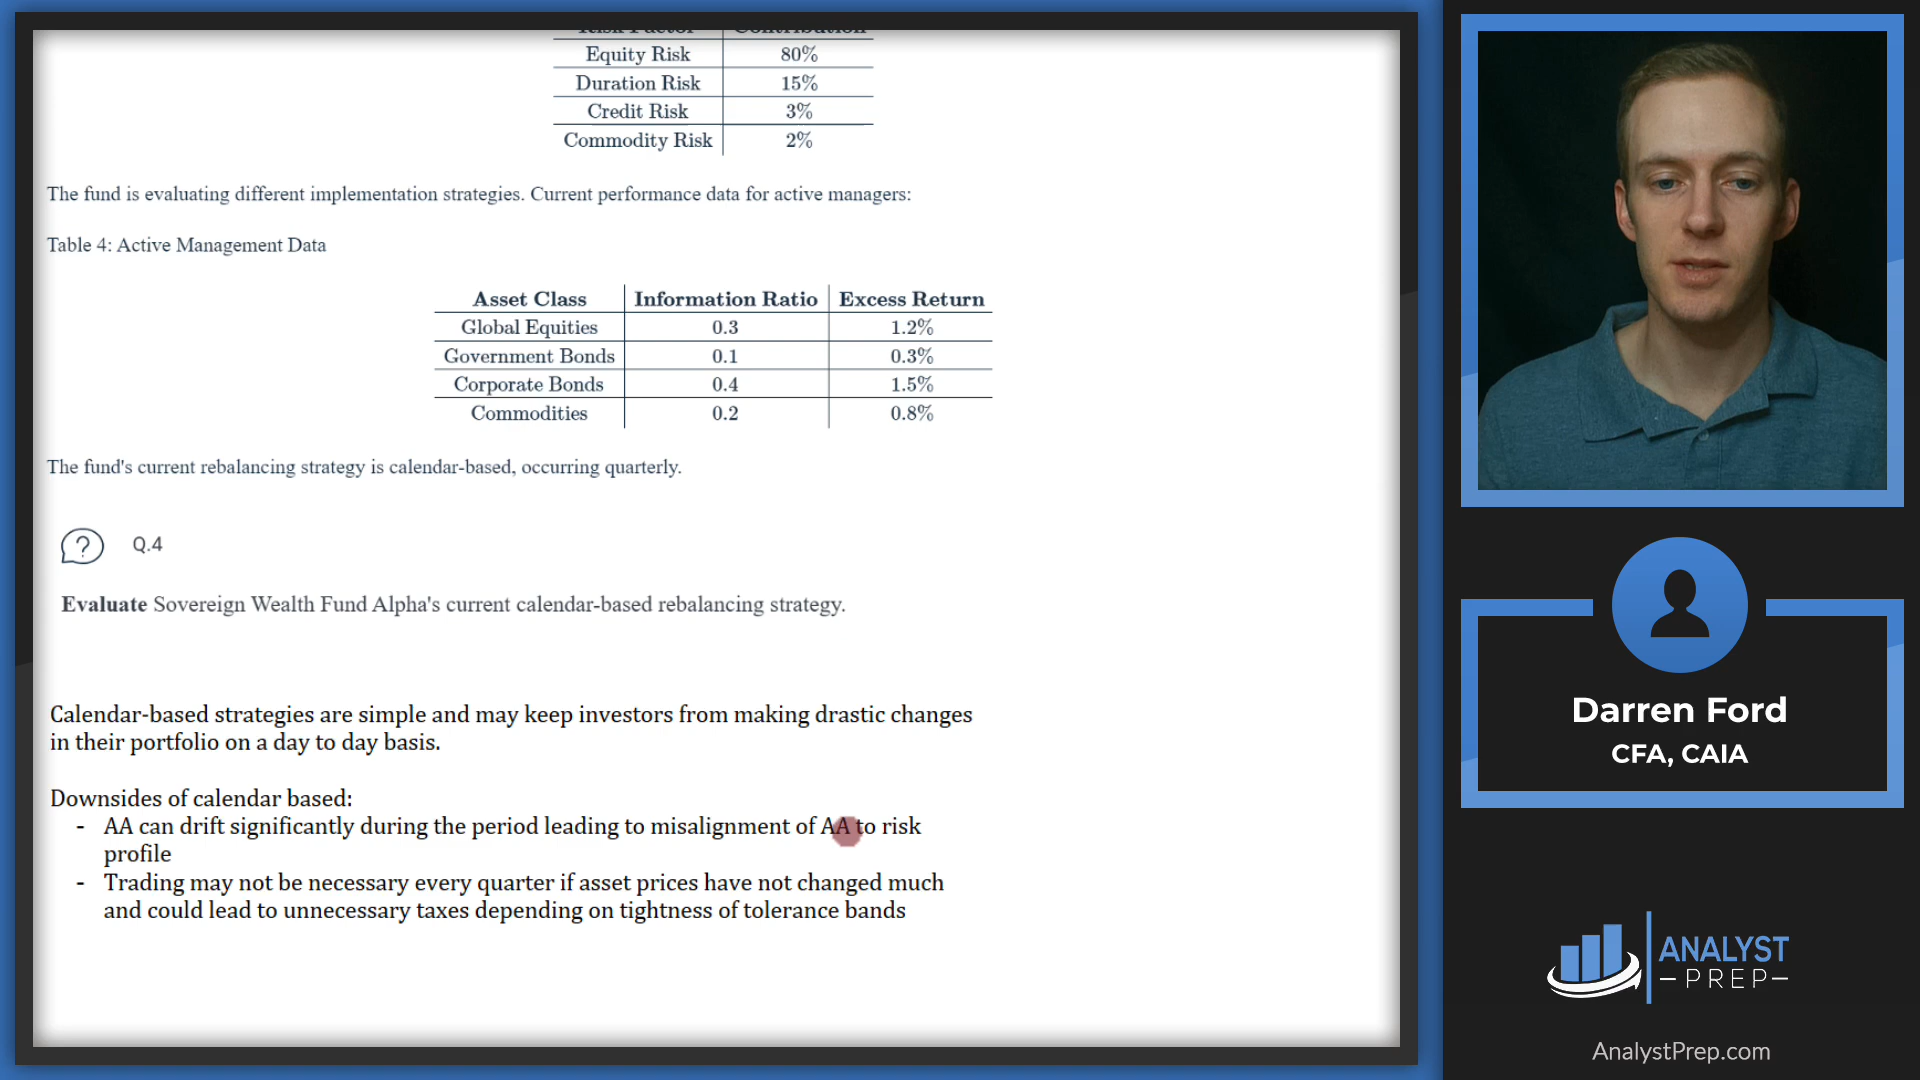 Risk Factor Contribution
Equity Risk 80%
Duration Risk 15%
Credit Risk 3%
Commodity Risk 2%
The fund is evaluating different implementation strategies. Current performance data for active managers:
Table 4: Active Management Data
Asset Class Information Ratio Excess Return
Global Equities 0.3 1.2%
Government Bonds 0.1 0.3%
Corporate Bonds 0.4 1.5%
Commodities 0.2 0.8%
The fund's current rebalancing strategy is calendar-based, occurring quarterly.
? Q.4
Evaluate Sovereign Wealth Fund Alpha's current calendar-based rebalancing strategy.
Calendar-based strategies are simple and may keep investors from making drastic changes
in their portfolio on a day to day basis.
Downsides of calendar based:
- AA can drift significantly during the period leading to misalignment of AA to risk
profile
- Trading may not be necessary every quarter if asset prices have not changed much
and could lead to unnecessary taxes depending on tightness of tolerance bands
Darren Ford
CFA, CAIA
ANALYST
PREP
AnalystPrep.com